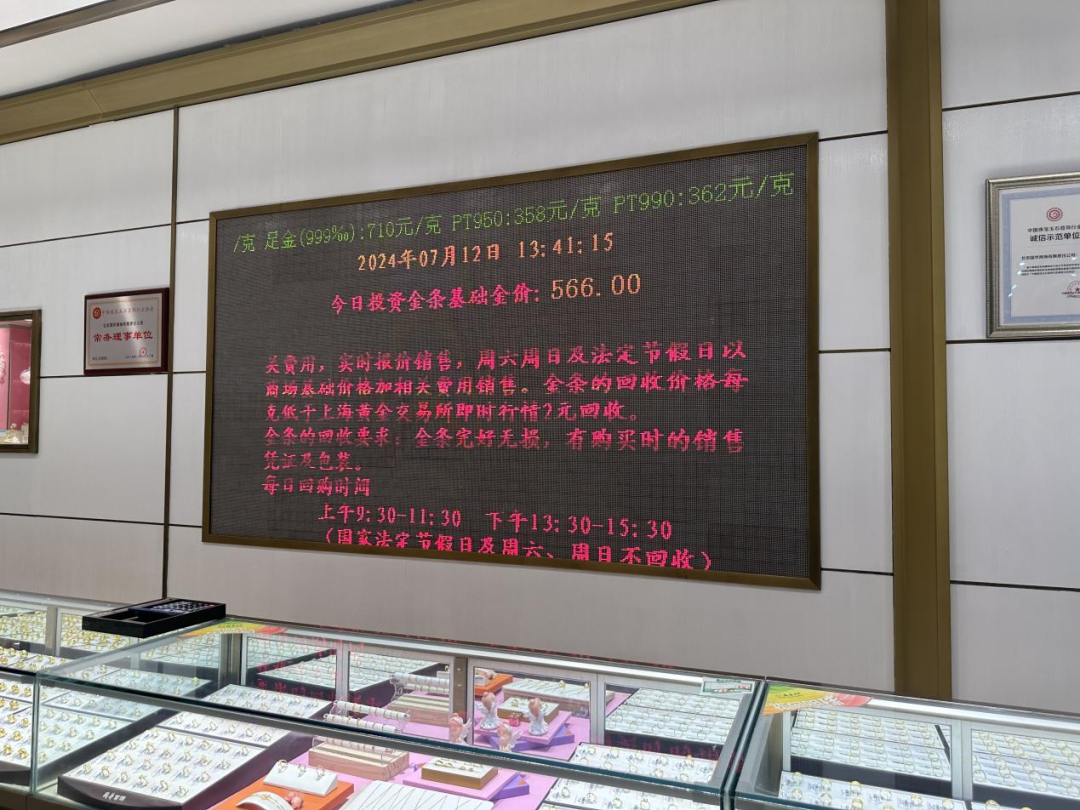 /克 足金(999‰):710元/克 PT950:358元/克 PT990:362元/克
2024年07月12日 13:41:15
今日投资金条基础金价: 566.00
关费用，实时报价销售，周六周日及法定节假日以
商场基础价格加相关费用销售。金条的回收价格每
克低于上海黄金交易所即时行情2元回收。
金条的回收要求：金条完好无损，有购买时的销售
凭证及包装。
每日回购时间
上午9:30-11:30 下午13:30-15:30
（国家法定节假日及周六、周日不回收）
常务理事单位
诚信示范单位